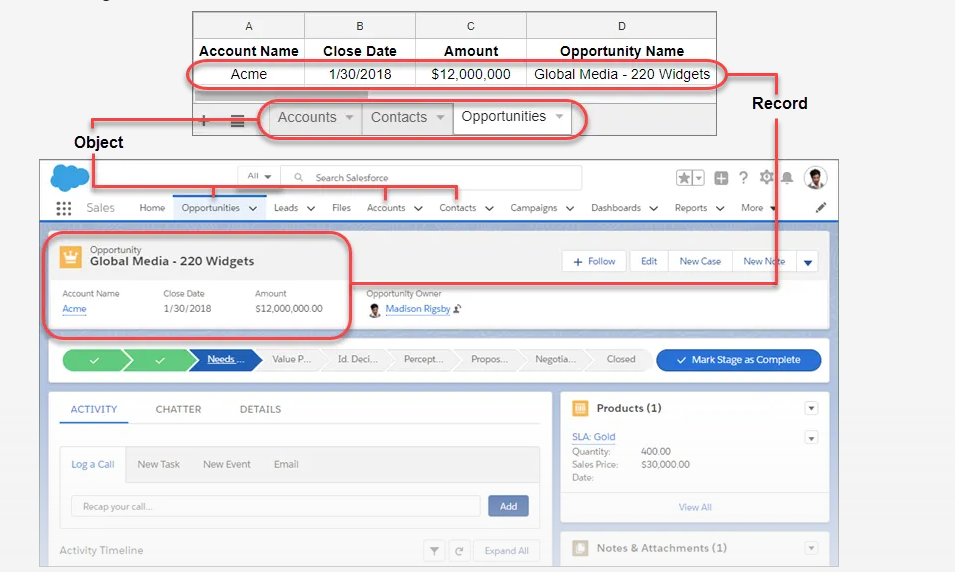 A B C D
Account Name Close Date Amount Opportunity Name
Acme 1/30/2018 $12,000,000 Global Media - 220 Widgets
Record
Accounts Contacts Opportunities
Object
All Search Salesforce
Sales Home Opportunities Leads Files Accounts Contacts Campaigns Dashboards Reports More
Opportunity
Global Media - 220 Widgets
+ Follow Edit New Case New Note
Account Name Close Date Amount Opportunity Owner
Acme 1/30/2018 $12,000,000.00 Madison Rigsby
Needs ... Value P... Id. Deci... Percept... Propos... Negotia... Closed Mark Stage as Complete
ACTIVITY CHATTER DETAILS
Products (1)
Log a Call New Task New Event Email
SLA: Gold
Quantity: 400.00
Sales Price: $30,000.00
Date:
Recap your call... Add
View All
Activity Timeline Expand All
Notes & Attachments (1)